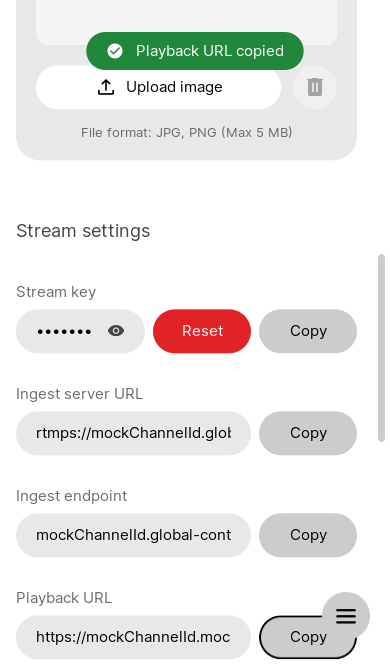 Playback URL copied
Upload image
File format: JPG, PNG (Max 5 MB)
Stream settings
Stream key
••••••• Reset Copy
Ingest server URL
rtmps://mockChannelId.glob Copy
Ingest endpoint
mockChannelId.global-cont Copy
Playback URL
https://mockChannelId.moc Copy